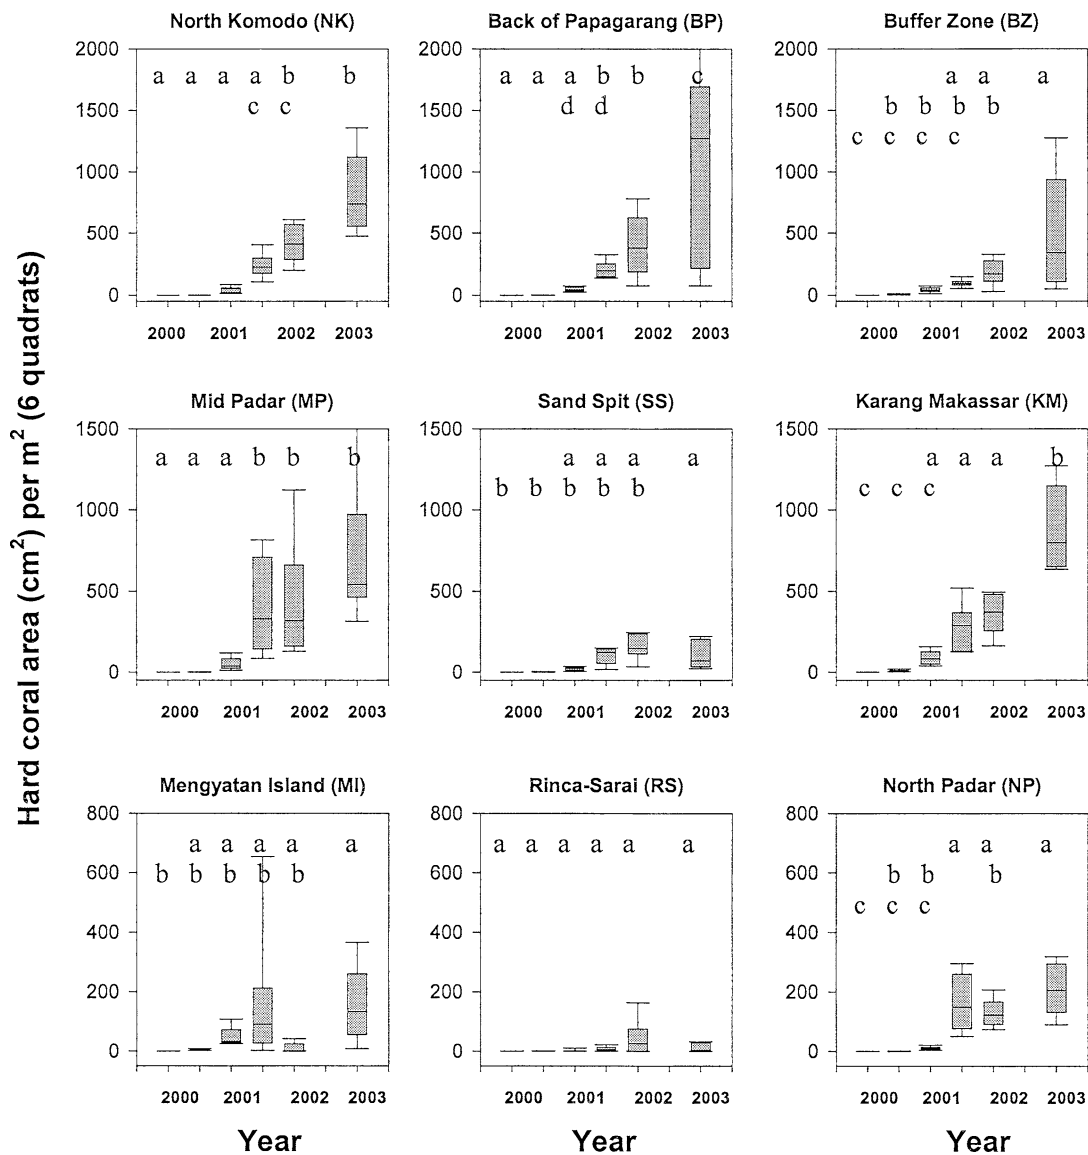 North Komodo (NK) Back of Papagarang (BP) Buffer Zone (BZ)
2000 2000 2000
a a a a b b a a a b b c a a a
1500 c c 1500 d d 1500 b b b b
c c c c
1000 1000 1000
500 500 500
0 0 0
2000 2001 2002 2003 2000 2001 2002 2003 2000 2001 2002 2003
Mid Padar (MP) Sand Spit (SS) Karang Makassar (KM)
1500 1500 1500
a a a b b b a a a a a a a b
b b b b b c c c
1000 1000 1000
500 500 500
0 0 0
2000 2001 2002 2003 2000 2001 2002 2003 2000 2001 2002 2003
Mengyatan Island (MI) Rinca-Sarai (RS) North Padar (NP)
800 800 800
a a a a a a a a a a a a a a
600 b b b b b 600 600 b b b
c c c
400 400 400
200 200 200
0 0 0
2000 2001 2002 2003 2000 2001 2002 2003 2000 2001 2002 2003
Year Year Year
Hard coral area (cm²) per m² (6 quadrats)